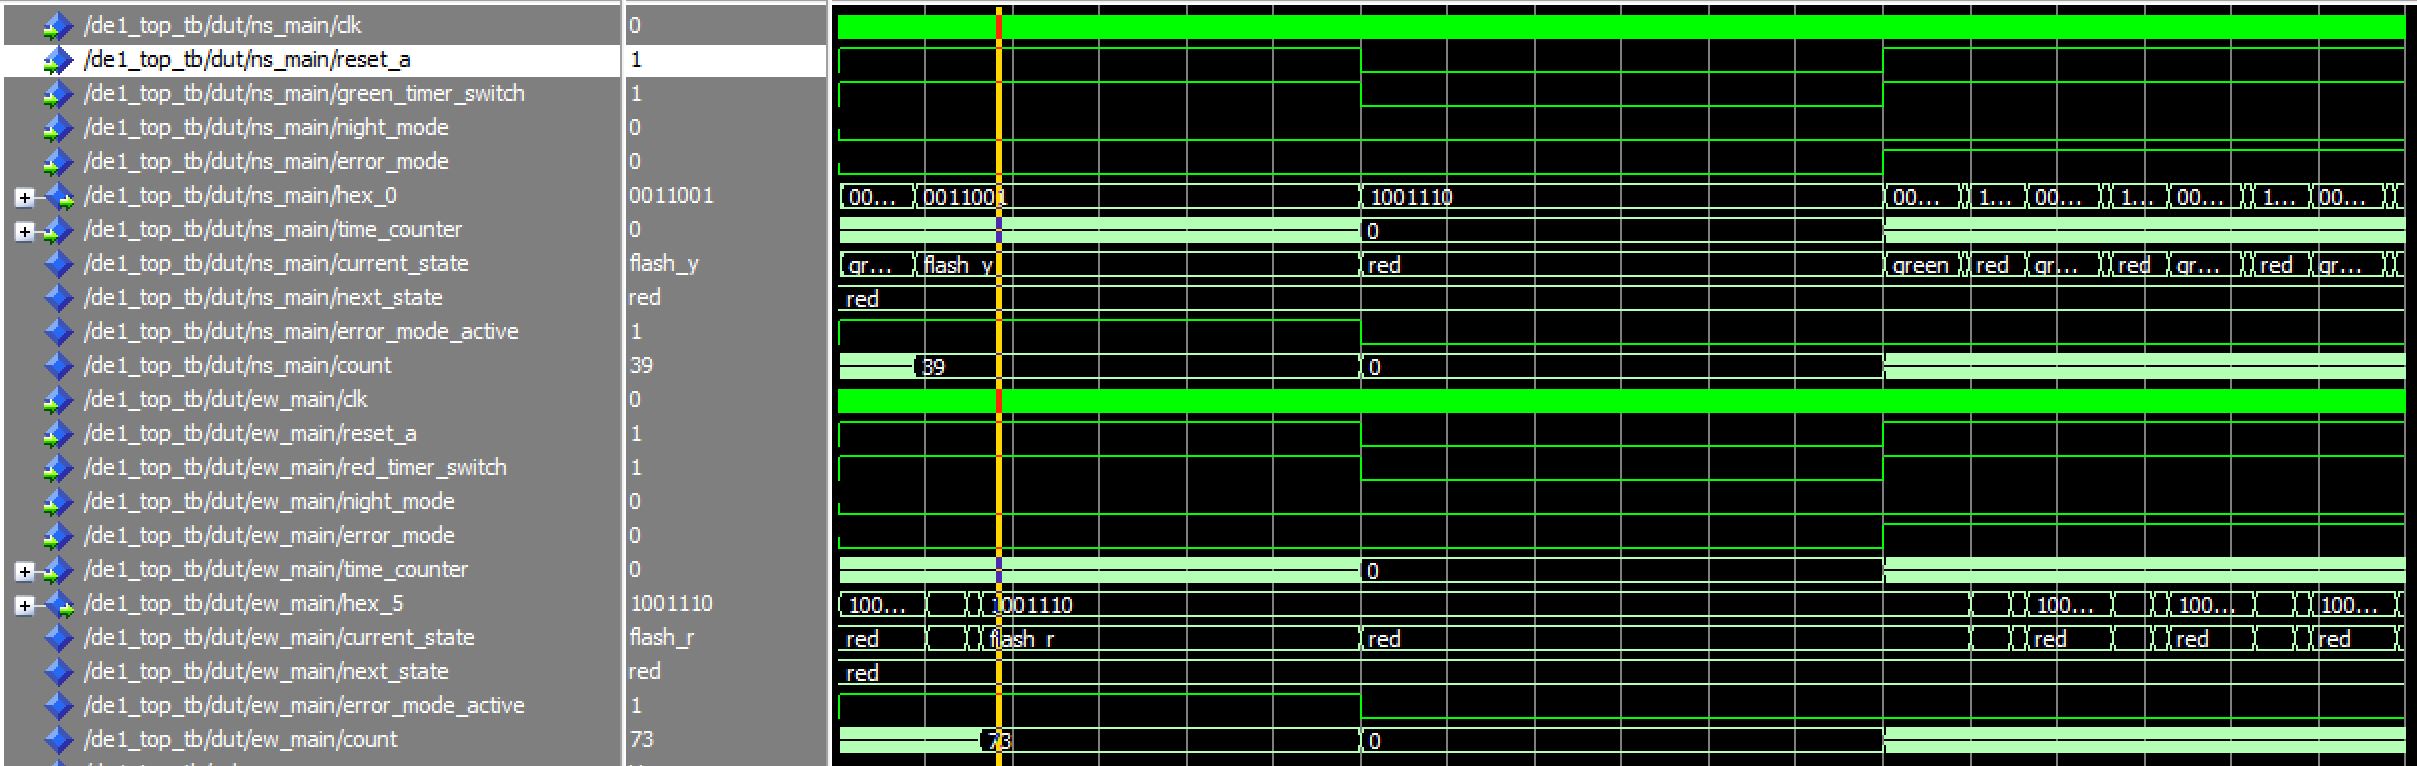 /de1_top_tb/dut/ns_main/clk 0
/de1_top_tb/dut/ns_main/reset_a 1
/de1_top_tb/dut/ns_main/green_timer_switch 1
/de1_top_tb/dut/ns_main/night_mode 0
/de1_top_tb/dut/ns_main/error_mode 0
/de1_top_tb/dut/ns_main/hex_0 0011001 00... 0011001 1001110 00... 1... 00... 1... 00... 1... 00...
/de1_top_tb/dut/ns_main/time_counter 0 0
/de1_top_tb/dut/ns_main/current_state flash_y gr... flash_y red green red gr... red gr... red gr...
/de1_top_tb/dut/ns_main/next_state red red
/de1_top_tb/dut/ns_main/error_mode_active 1
/de1_top_tb/dut/ns_main/count 39 39 0
/de1_top_tb/dut/ew_main/clk 0
/de1_top_tb/dut/ew_main/reset_a 1
/de1_top_tb/dut/ew_main/red_timer_switch 1
/de1_top_tb/dut/ew_main/night_mode 0
/de1_top_tb/dut/ew_main/error_mode 0
/de1_top_tb/dut/ew_main/time_counter 0 0
/de1_top_tb/dut/ew_main/hex_5 1001110 100... 1001110 100... 100... 100...
/de1_top_tb/dut/ew_main/current_state flash_r red flash_r red red red red
/de1_top_tb/dut/ew_main/next_state red red
/de1_top_tb/dut/ew_main/error_mode_active 1
/de1_top_tb/dut/ew_main/count 73 73 0